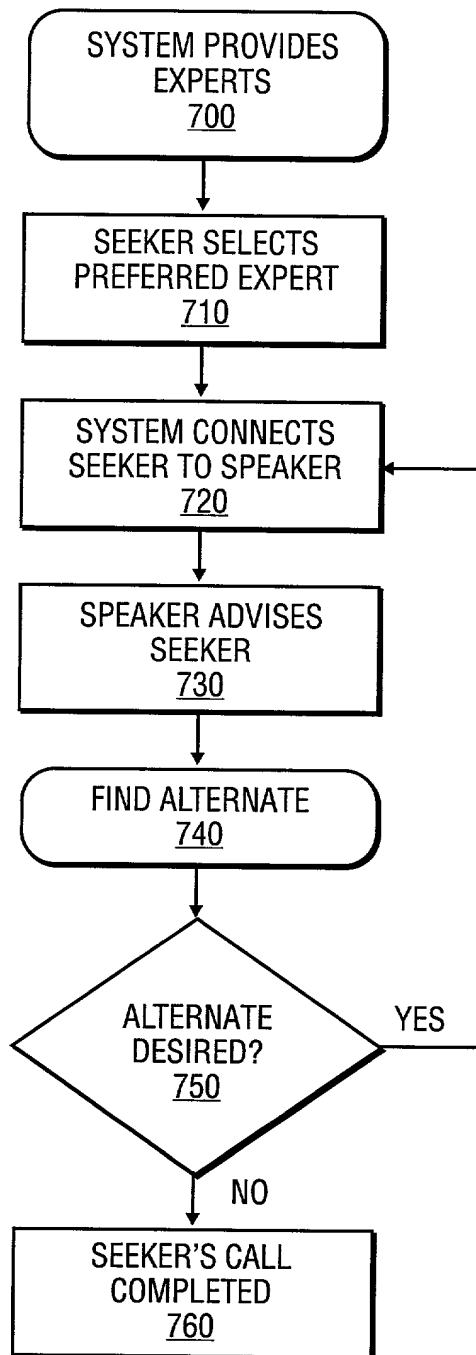 SYSTEM PROVIDES
EXPERTS
700
SEEKER SELECTS
PREFERRED EXPERT
710
SYSTEM CONNECTS
SEEKER TO SPEAKER
720
SPEAKER ADVISES
SEEKER
730
FIND ALTERNATE
740
ALTERNATE
DESIRED?
750
YES
NO
SEEKER'S CALL
COMPLETED
760